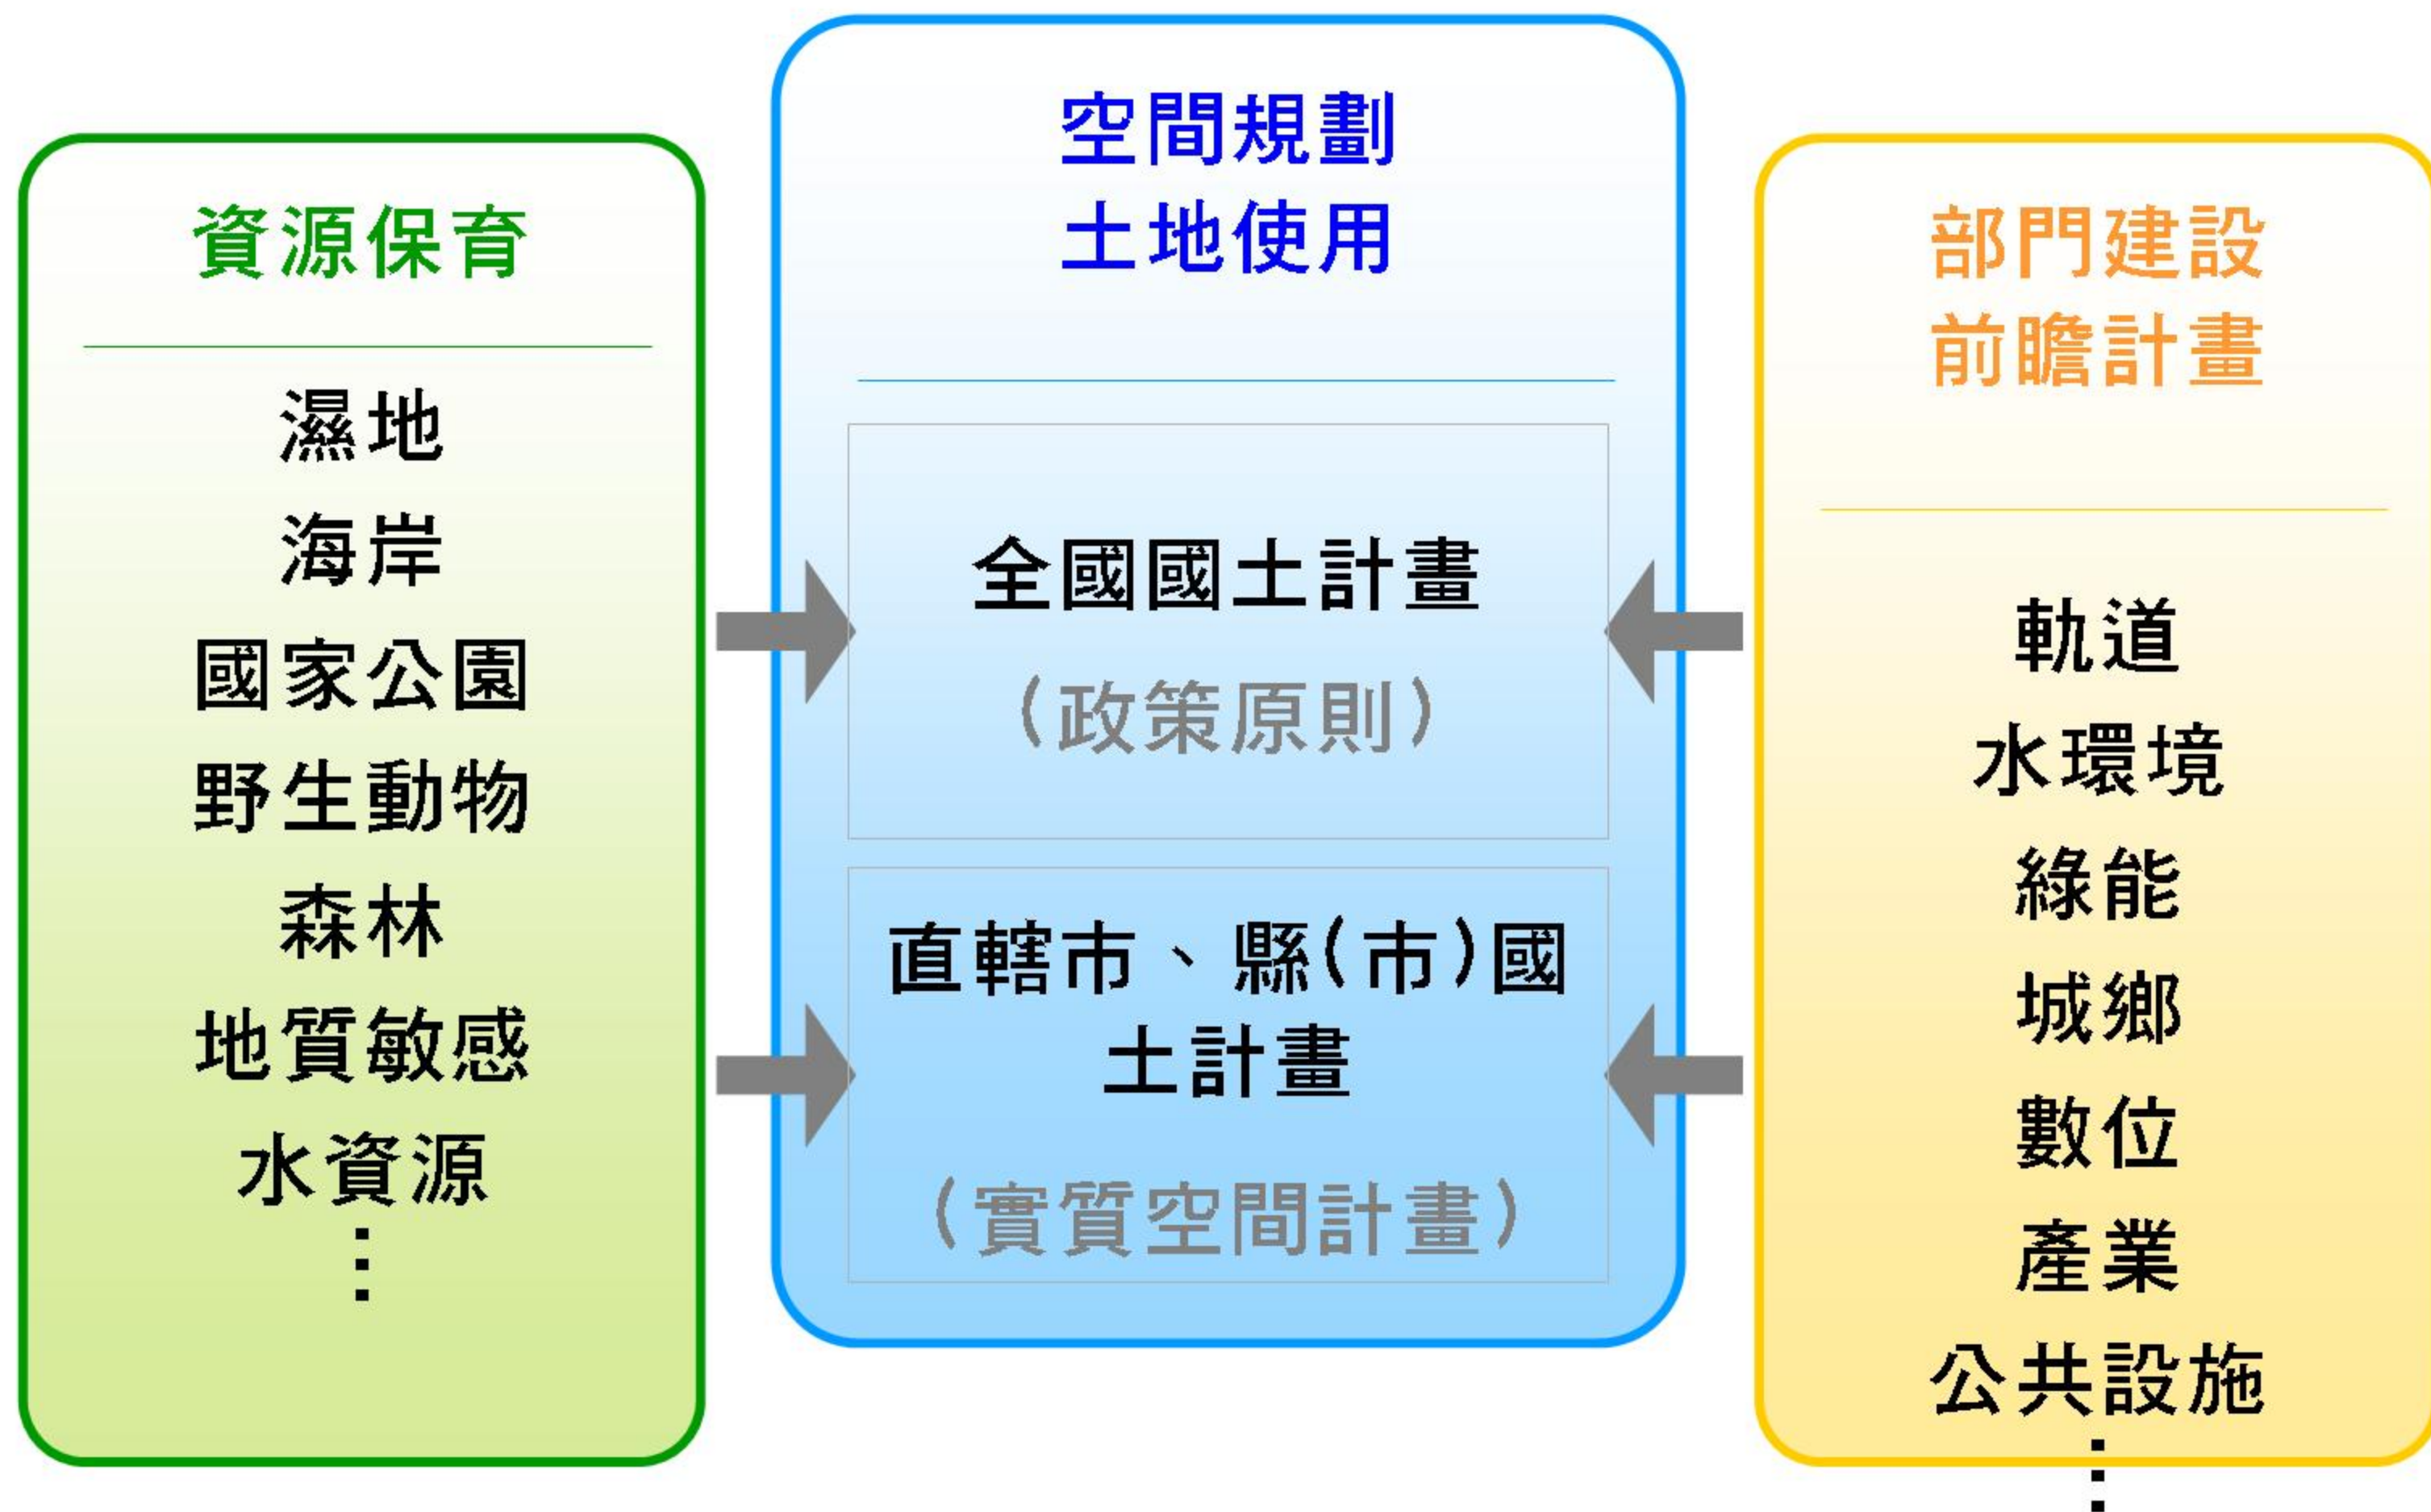 資源保育
濕地
海岸
國家公園
野生動物
森林
地質敏感
水資源
⋮
空間規劃
土地使用
全國國土計畫
(政策原則)
直轄市、縣(市)國
土計畫
(實質空間計畫)
部門建設
前瞻計畫
軌道
水環境
綠能
城鄉
數位
產業
公共設施
⋮